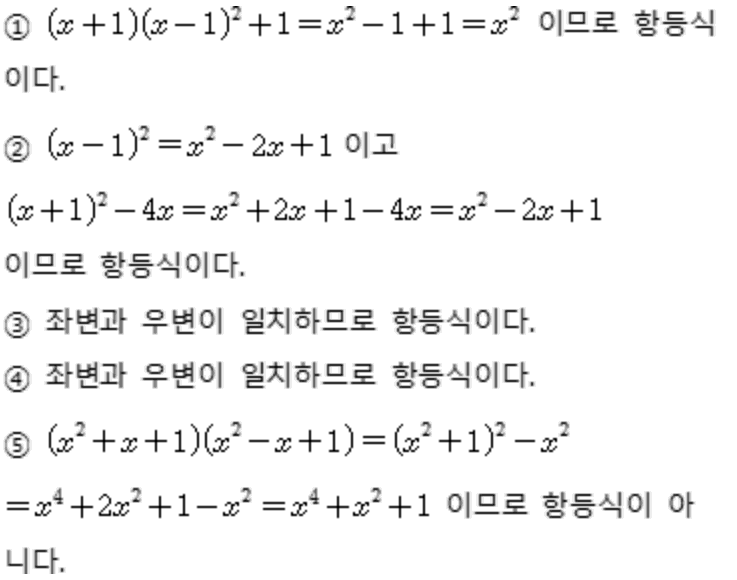 ① (x+1)(x-1)²+1=x²-1+1=x² 이므로 항등식
이다.
② (x-1)²=x²-2x+1 이고
(x+1)²-4x=x²+2x+1-4x=x²-2x+1
이므로 항등식이다.
③ 좌변과 우변이 일치하므로 항등식이다.
④ 좌변과 우변이 일치하므로 항등식이다.
⑤ (x²+x+1)(x²-x+1)=(x²+1)²-x²
=x⁴+2x²+1-x²=x⁴+x²+1 이므로 항등식이 아
니다.